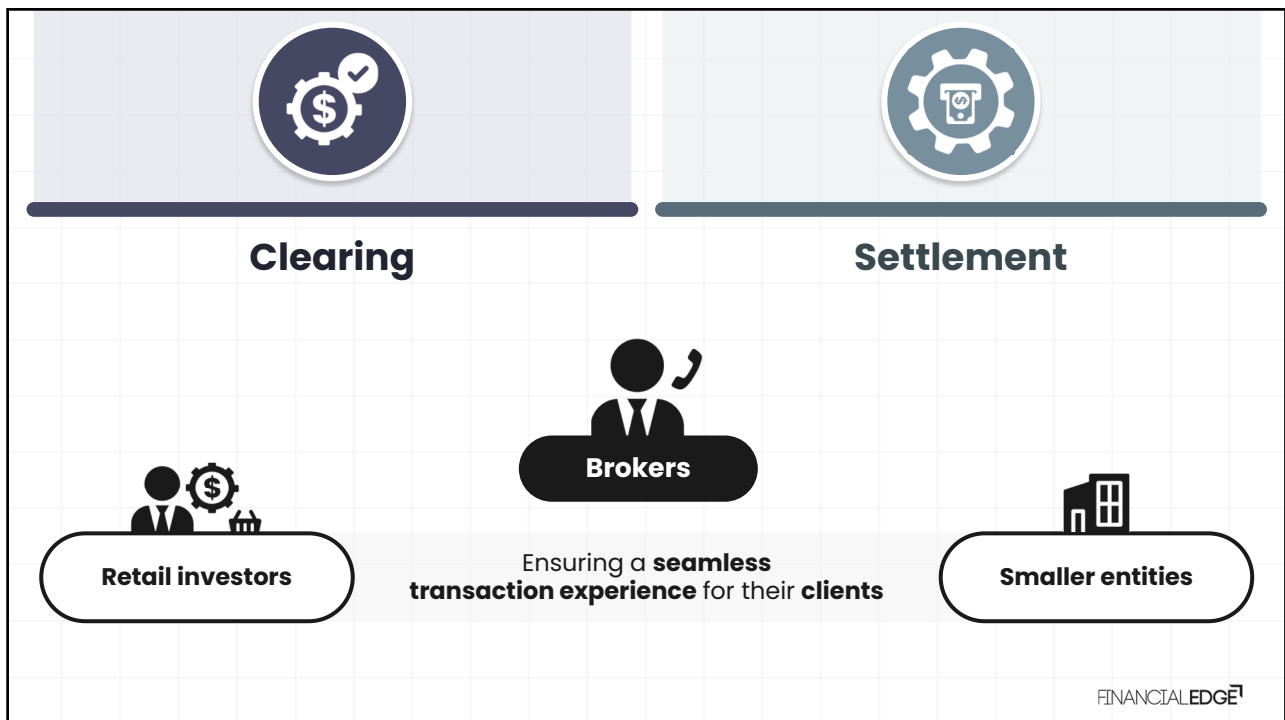 Clearing
Settlement
Brokers
Retail investors
Ensuring a seamless
transaction experience for their clients
Smaller entities
FINANCIALEDGE